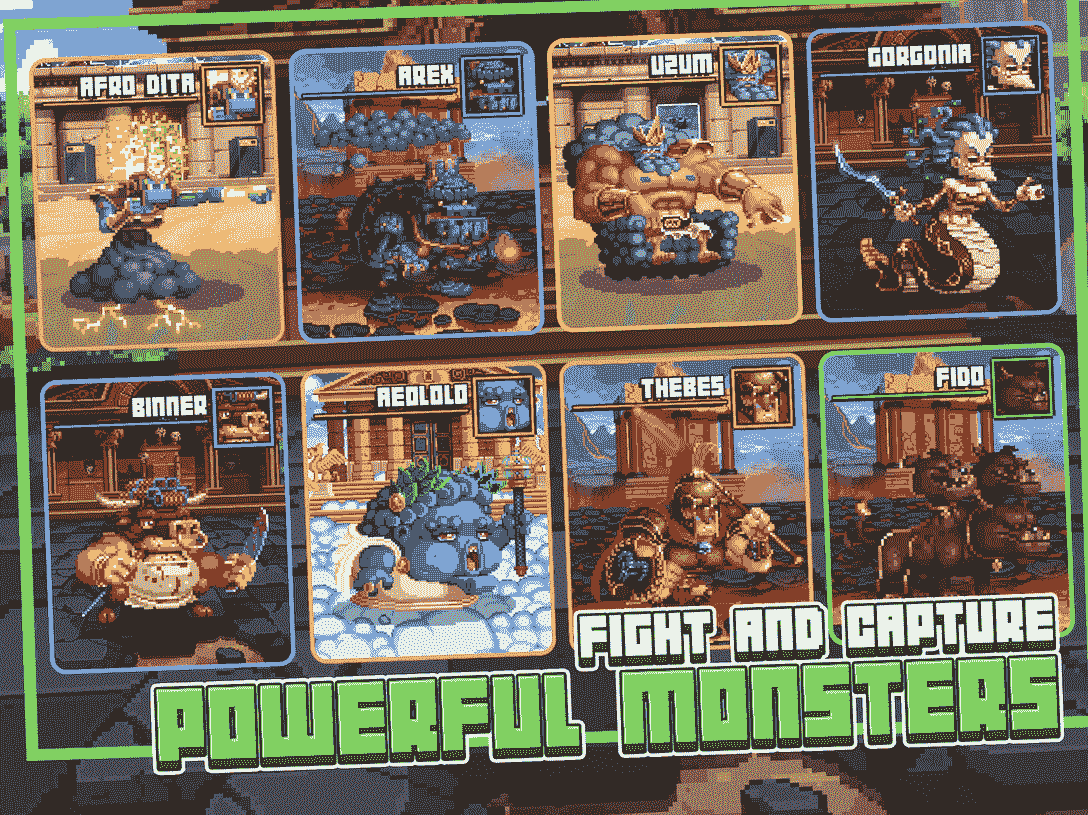 AFRO DITA
AREX
UZUM
GORGONIA
BINNER
AEOLOLO
THEBES
FIDO
FIGHT AND CAPTURE
POWERFUL MONSTERS